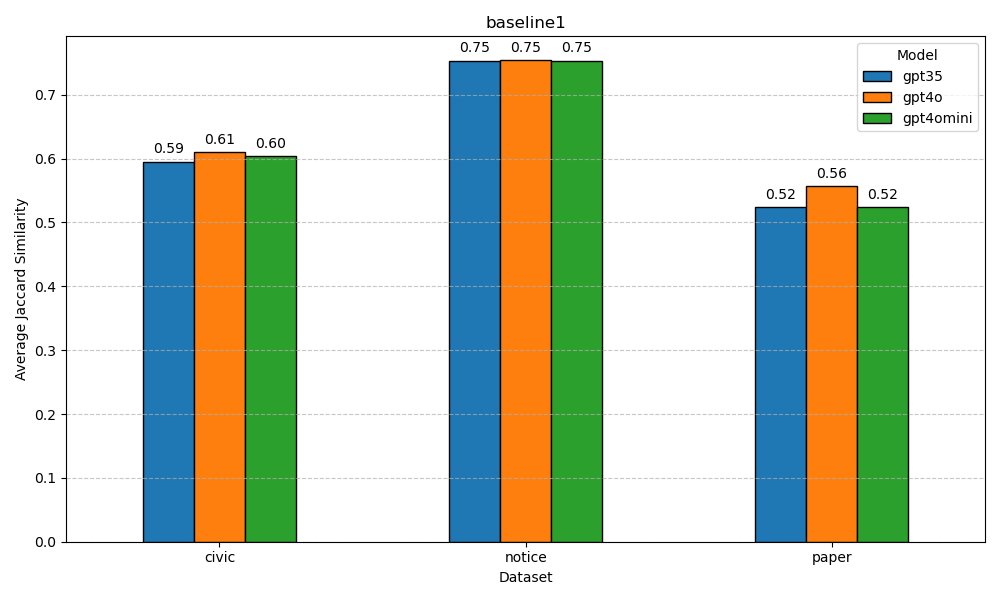 baseline1
Average Jaccard Similarity
0.7
0.6
0.5
0.4
0.3
0.2
0.1
0.0
0.59
0.61
0.60
0.75
0.75
0.75
0.52
0.56
0.52
Model
gpt35
gpt4o
gpt4omini
civic
notice
paper
Dataset